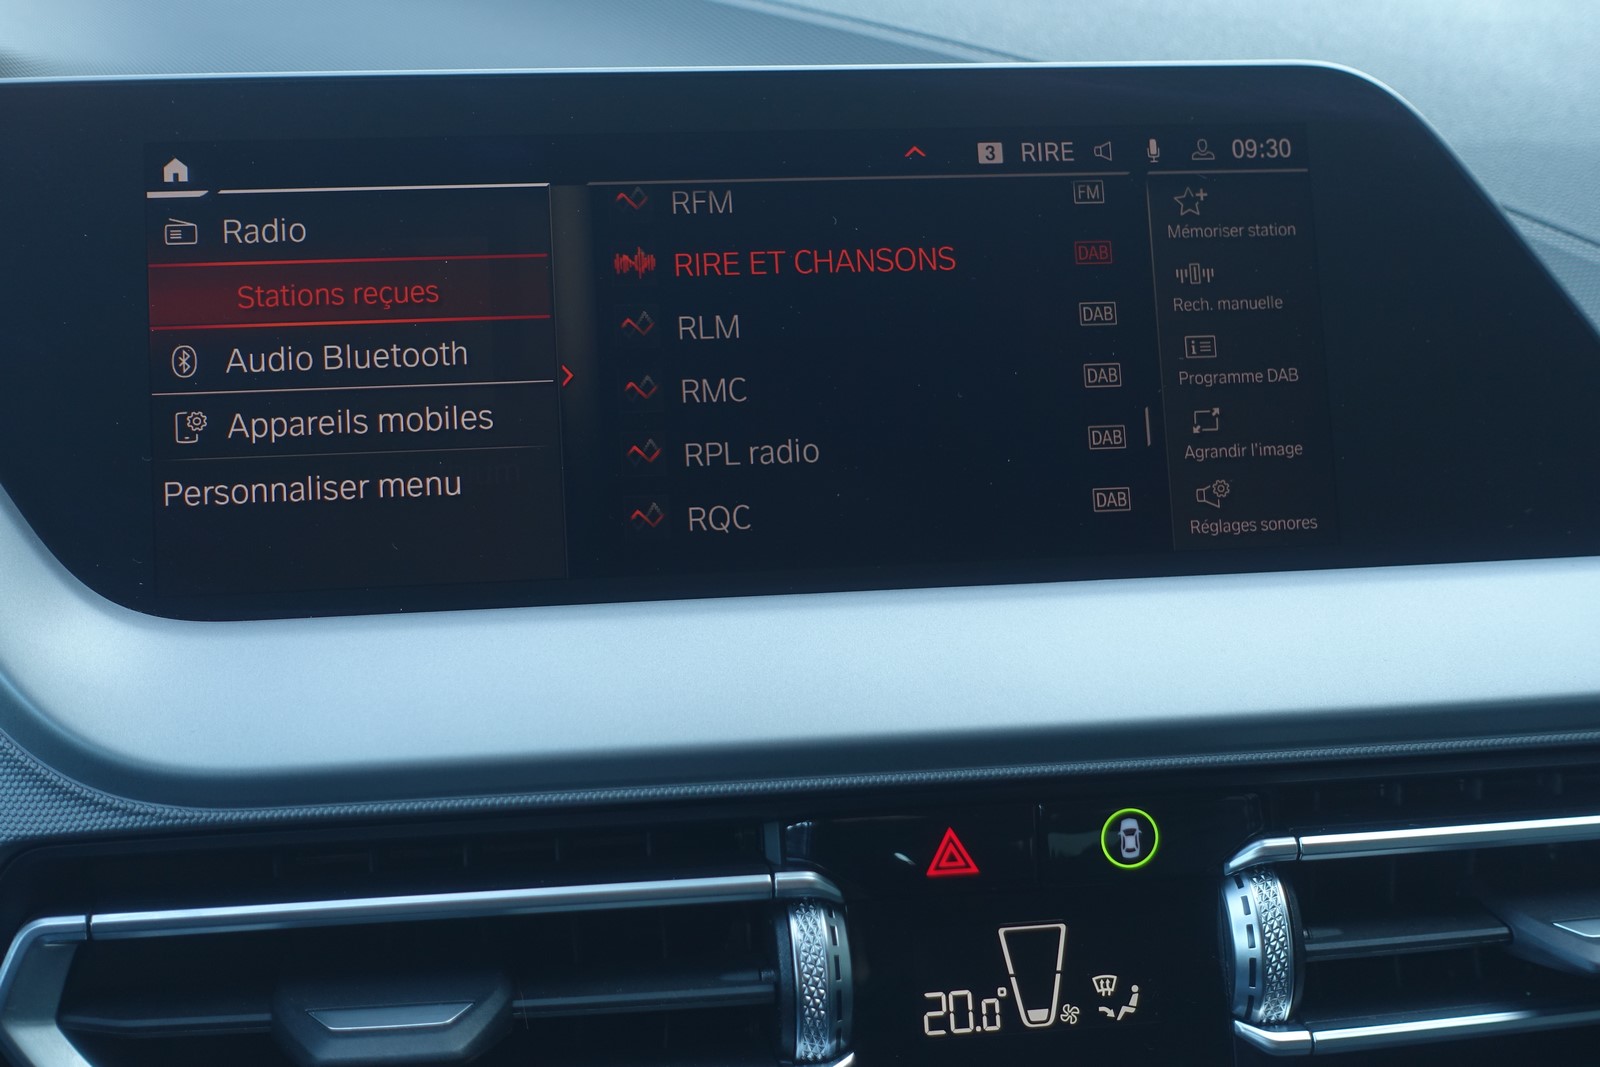 3 RIRE 09:30
Radio
Stations reçues
Audio Bluetooth
Appareils mobiles
Personnaliser menu
RFM FM
RIRE ET CHANSONS DAB
RLM DAB
RMC DAB
RPL radio DAB
RQC DAB
Mémoriser station
Rech. manuelle
Programme DAB
Agrandir l'image
Réglages sonores
20.0°